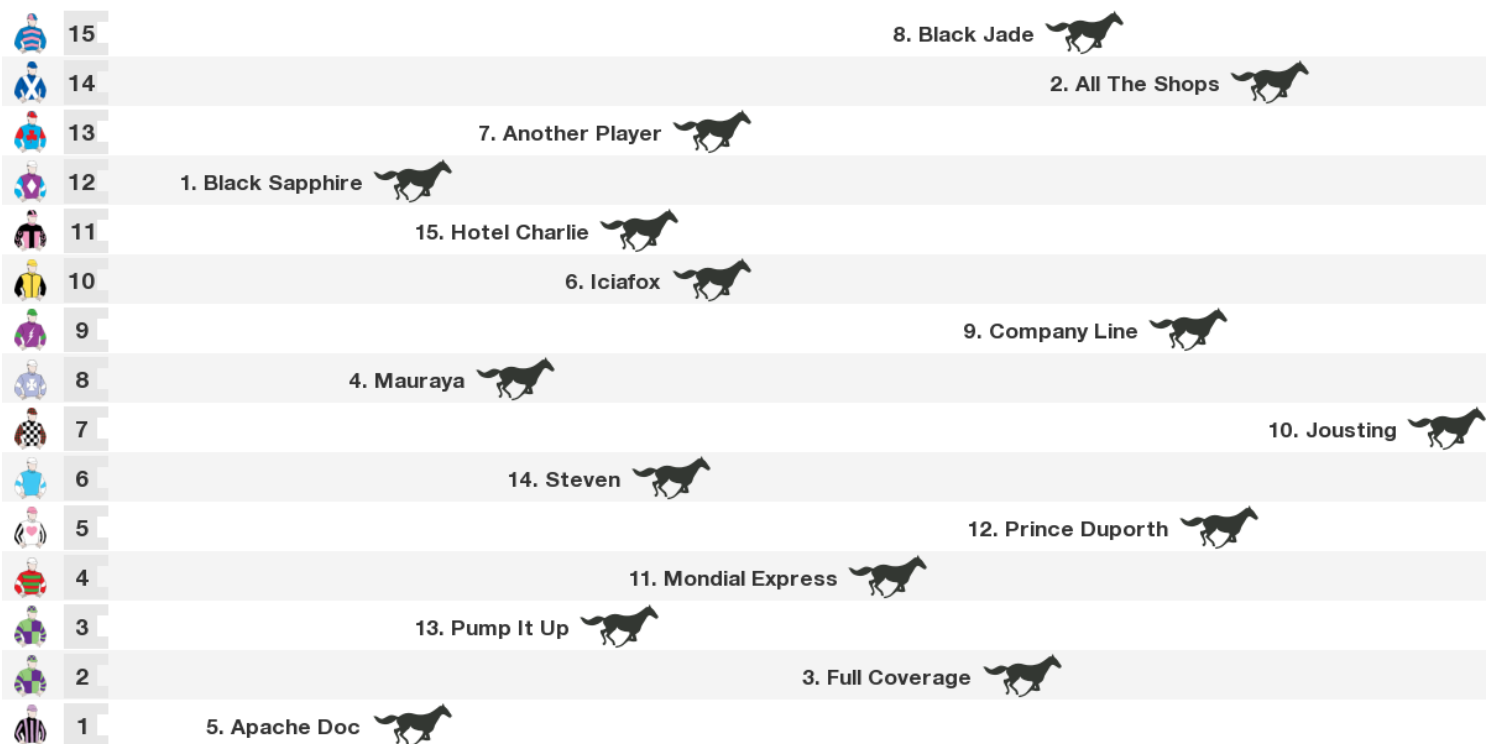 15 8. Black Jade
14 2. All The Shops
13 7. Another Player
12 1. Black Sapphire
11 15. Hotel Charlie
10 6. Iciafox
9 9. Company Line
8 4. Mauraya
7 10. Jousting
6 14. Steven
5 12. Prince Duporth
4 11. Mondial Express
3 13. Pump It Up
2 3. Full Coverage
1 5. Apache Doc